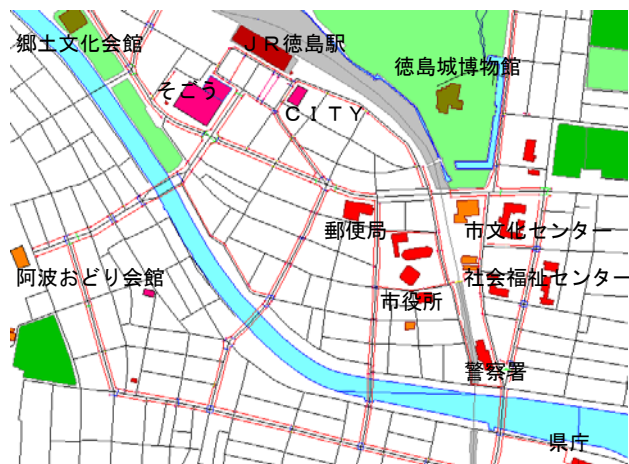 郷土文化会館
ＪＲ徳島駅
徳島城博物館
そごう
ＣＩＴＹ
郵便局
市文化センター
阿波おどり会館
社会福祉センター
市役所
警察署
県庁